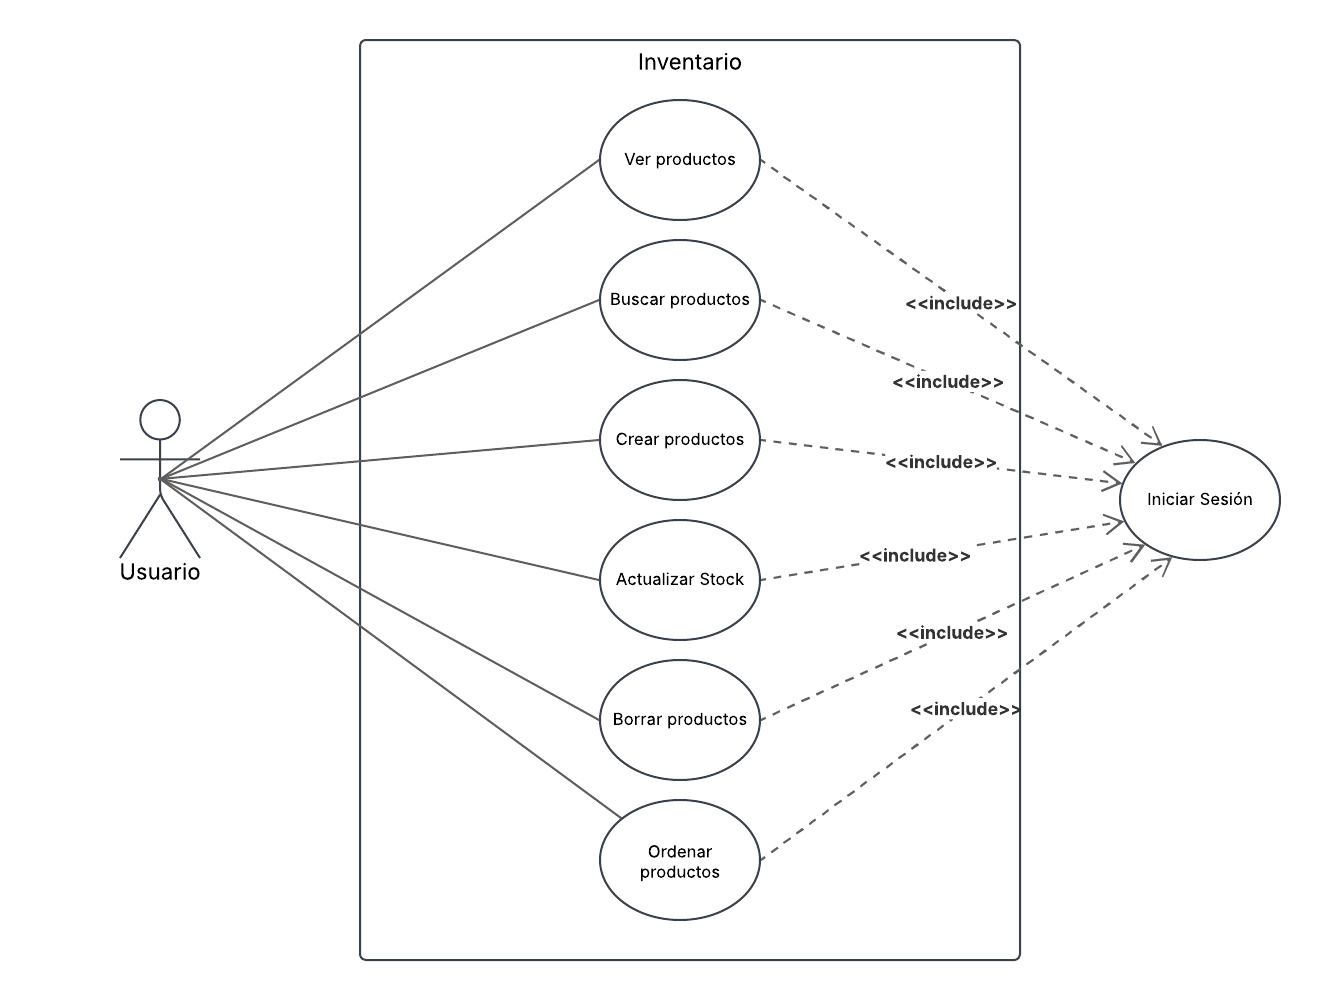 Inventario
Ver productos
Buscar productos
Crear productos
Actualizar Stock
Borrar productos
Ordenar
productos
Usuario
<<include>>
<<include>>
<<include>>
<<include>>
<<include>>
<<include>>
Iniciar Sesión